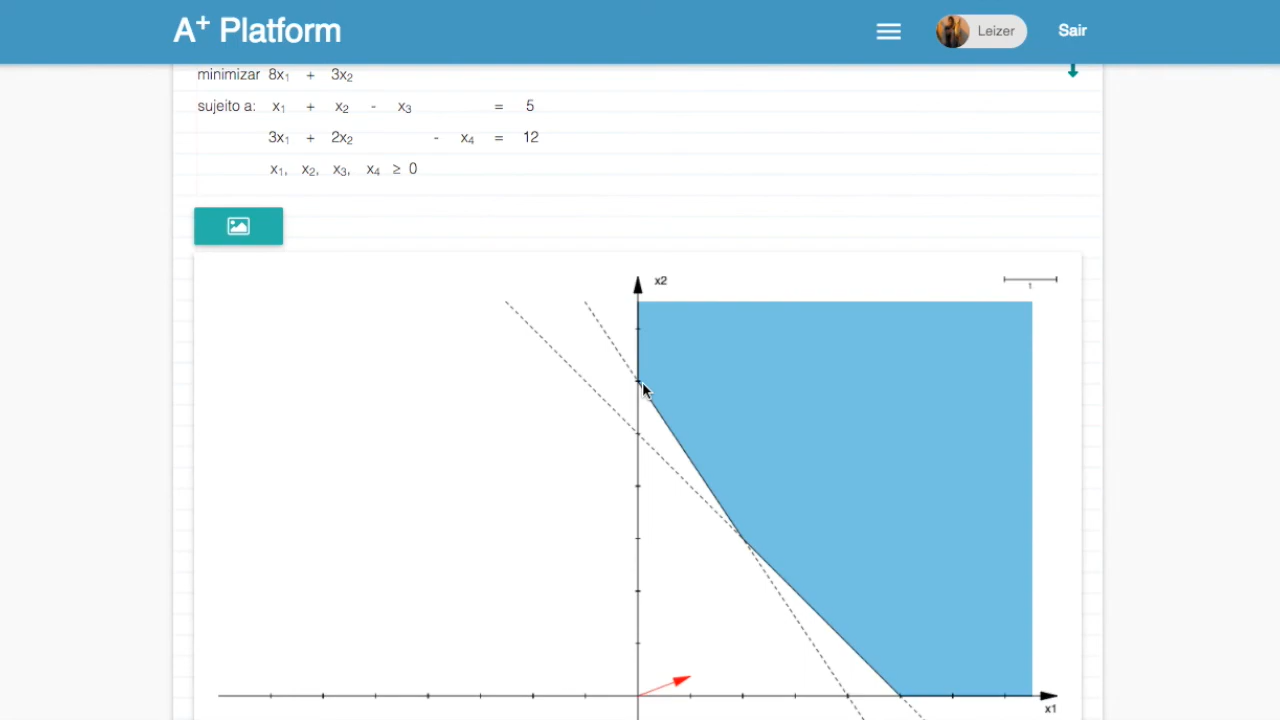 A⁺ Platform
Leizer
Sair
minimizar 8x₁ + 3x₂
sujeito a: x₁ + x₂ - x₃ = 5
3x₁ + 2x₂ - x₄ = 12
x₁, x₂, x₃, x₄ ≥ 0
x2
1
x1